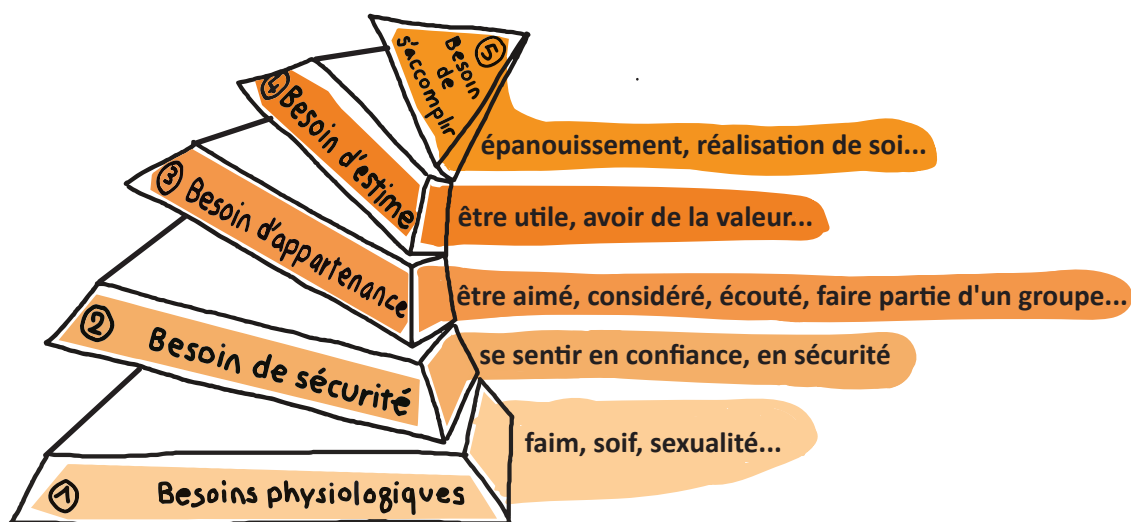 ⑤ Besoin
de
s'accomplir
épanouissement, réalisation de soi...
④ Besoin d'estime
être utile, avoir de la valeur...
③ Besoin d'appartenance
être aimé, considéré, écouté, faire partie d'un groupe...
② Besoin de sécurité
se sentir en confiance, en sécurité
① Besoins physiologiques
faim, soif, sexualité...